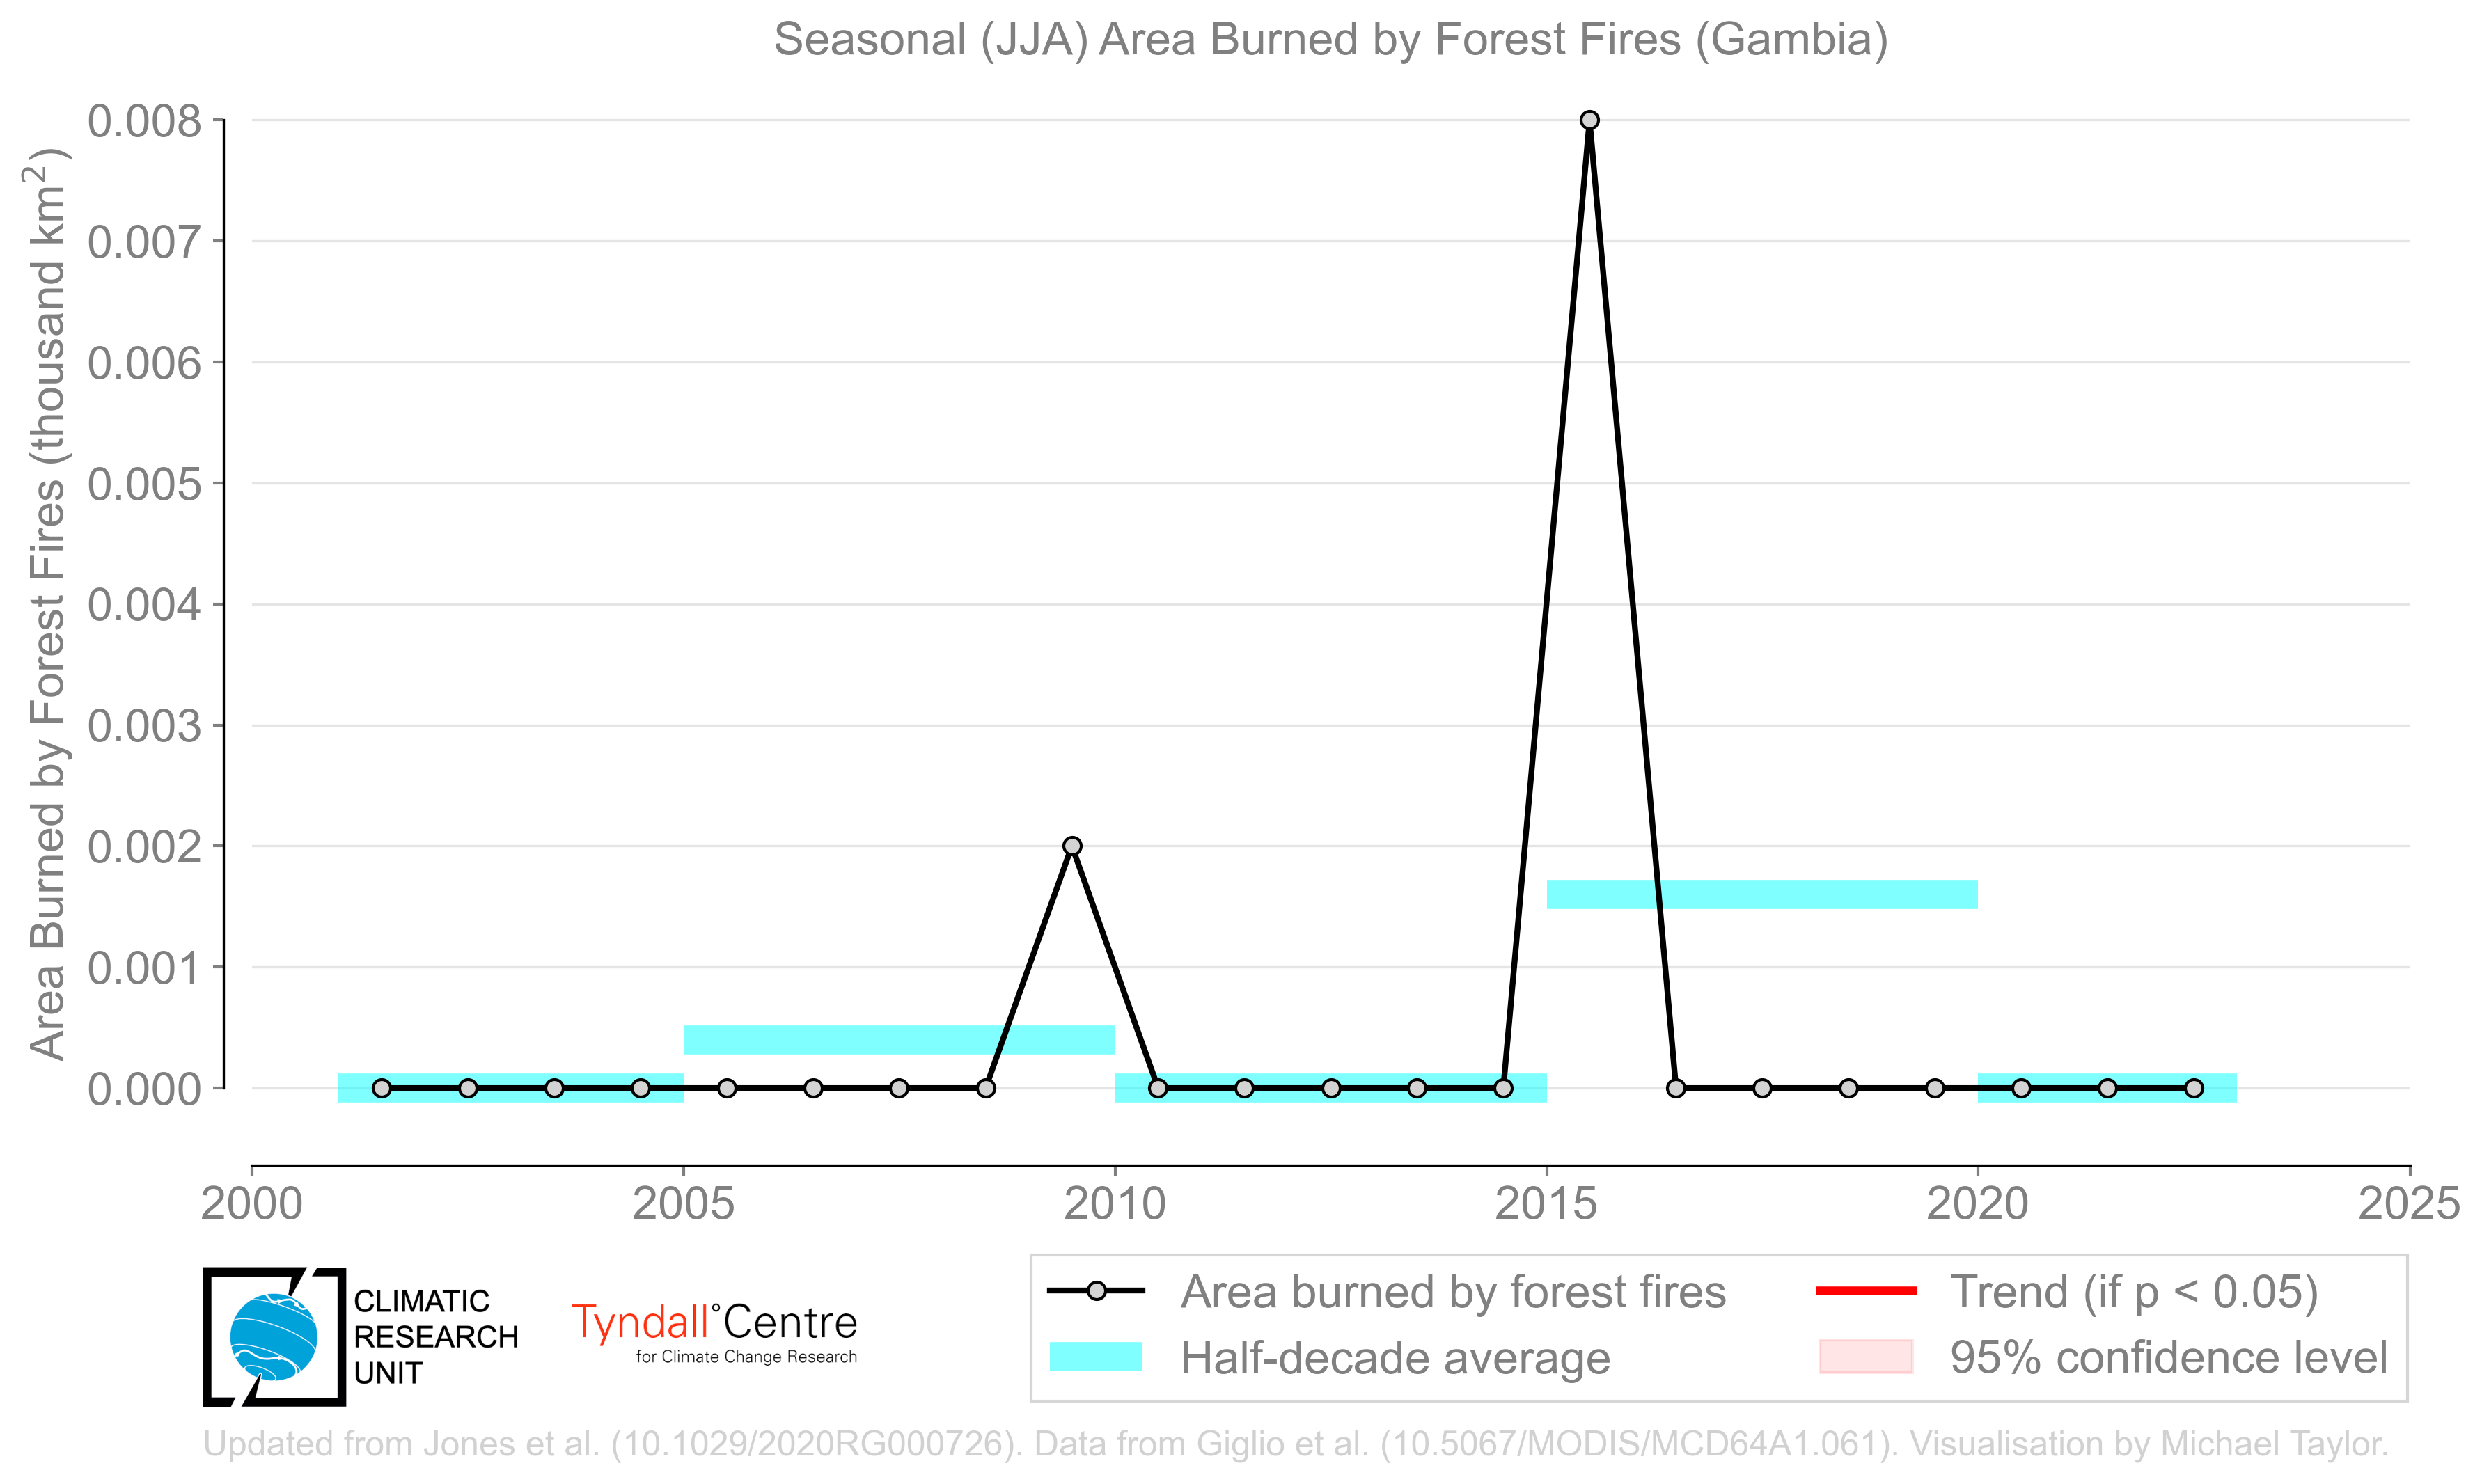 Seasonal (JJA) Area Burned by Forest Fires (Gambia)
Area Burned by Forest Fires (thousand km²)
0.008
0.007
0.006
0.005
0.004
0.003
0.002
0.001
0.000
2000 2005 2010 2015 2020 2025
CLIMATIC
RESEARCH
UNIT
Tyndall°Centre
for Climate Change Research
Area burned by forest fires
Half-decade average
Trend (if p < 0.05)
95% confidence level
Updated from Jones et al. (10.1029/2020RG000726). Data from Giglio et al. (10.5067/MODIS/MCD64A1.061). Visualisation by Michael Taylor.